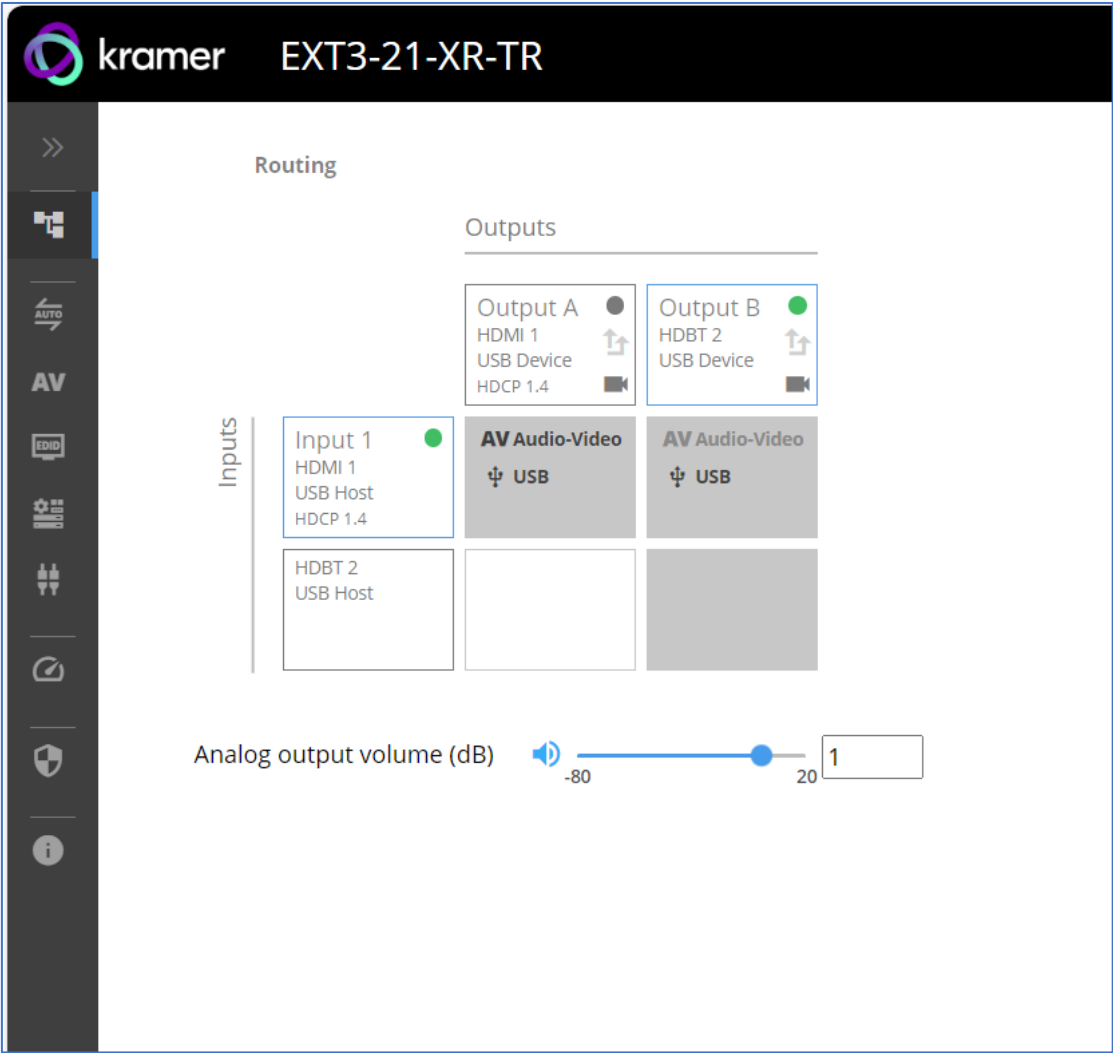 kramer EXT3-21-XR-TR
Routing
Outputs
Output A
HDMI 1
USB Device
HDCP 1.4
Output B
HDBT 2
USB Device
AUTO
AV
EDID
Inputs
Input 1
HDMI 1
USB Host
HDCP 1.4
AV Audio-Video
USB
AV Audio-Video
USB
HDBT 2
USB Host
Analog output volume (dB)
-80
20
1